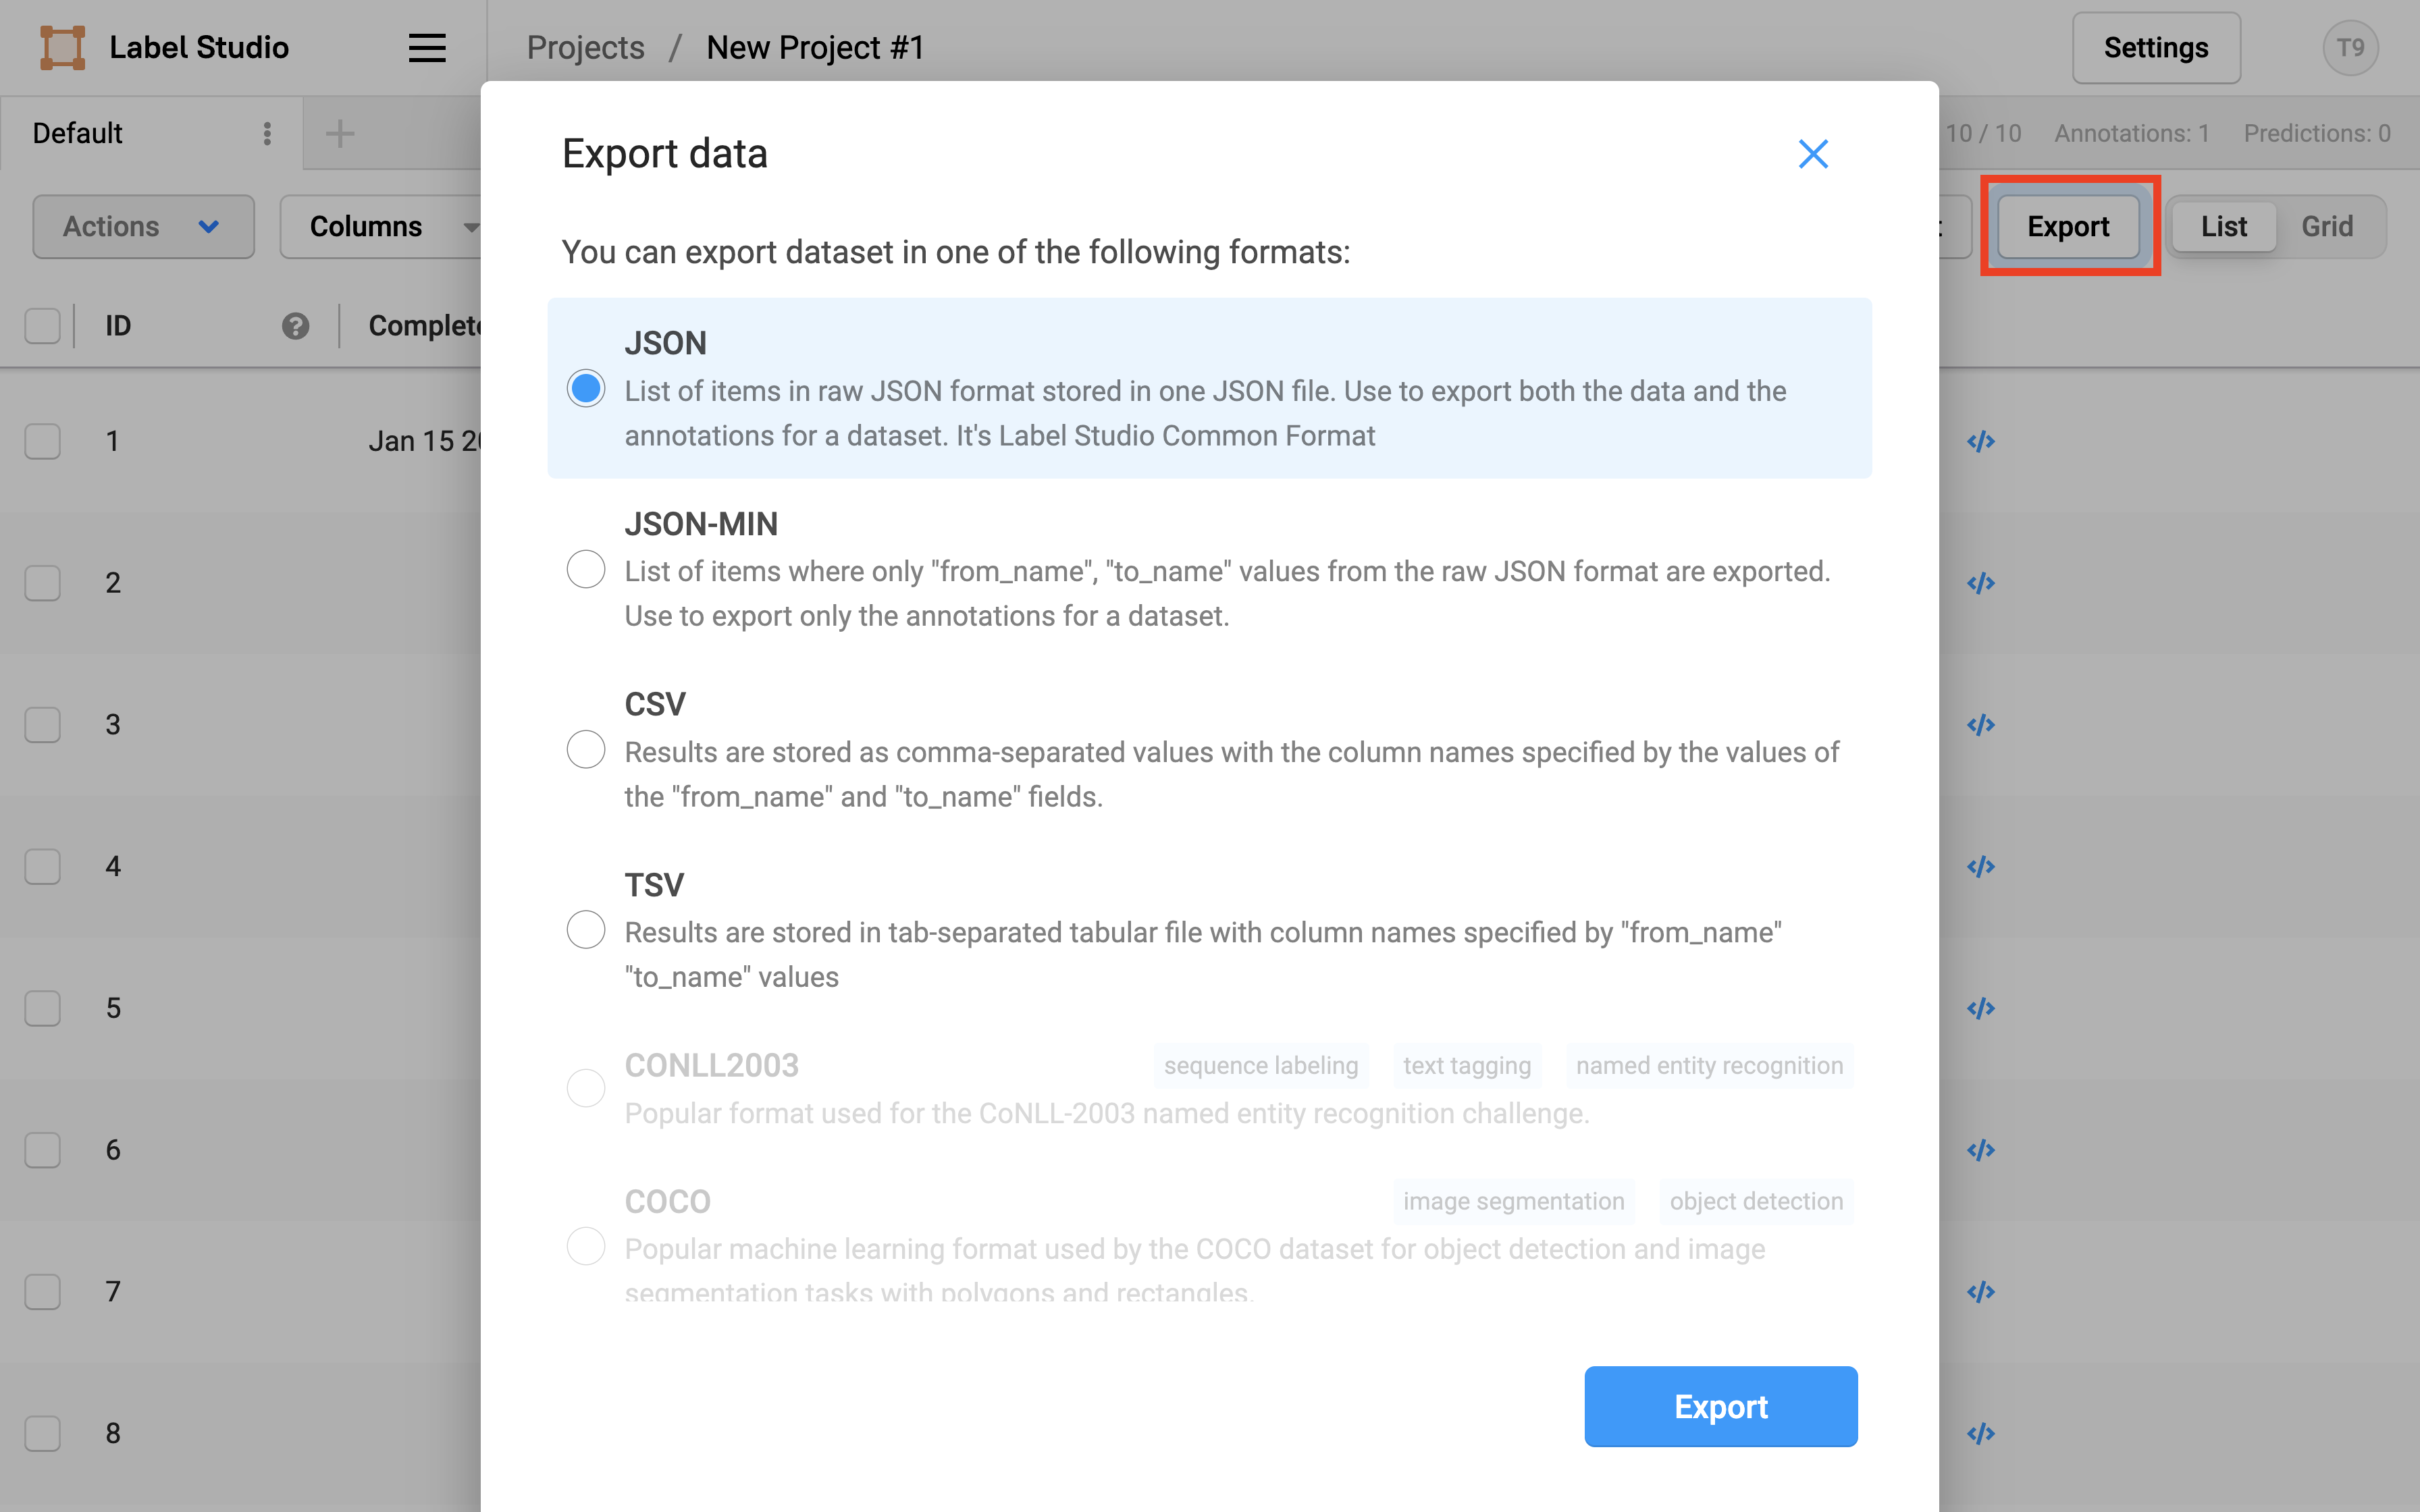 Label Studio
Projects / New Project #1
Settings
T9
Default
10 / 10 Annotations: 1 Predictions: 0
Actions
Columns
Export
List
Grid
ID
Jan 15
1
2
3
4
5
6
7
8
Export data
You can export dataset in one of the following formats:
JSON
List of items in raw JSON format stored in one JSON file. Use to export both the data and the
annotations for a dataset. It's Label Studio Common Format
JSON-MIN
List of items where only "from_name", "to_name" values from the raw JSON format are exported.
Use to export only the annotations for a dataset.
CSV
Results are stored as comma-separated values with the column names specified by the values of
the "from_name" and "to_name" fields.
TSV
Results are stored in tab-separated tabular file with column names specified by "from_name"
"to_name" values
CONLL2003 sequence labeling text tagging named entity recognition
Popular format used for the CoNLL-2003 named entity recognition challenge.
COCO image segmentation object detection
Popular machine learning format used by the COCO dataset for object detection and image
segmentation tasks with polygons and rectangles.
Export